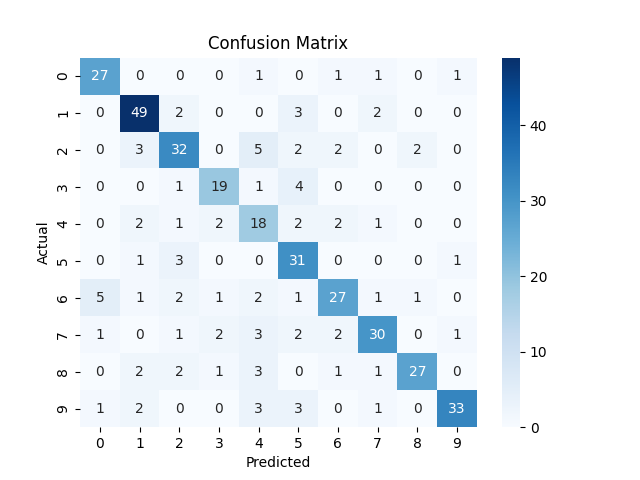 Confusion Matrix
0 27 0 0 0 1 0 1 1 0 1
1 0 49 2 0 0 3 0 2 0 0
2 0 3 32 0 5 2 2 0 2 0
3 0 0 1 19 1 4 0 0 0 0
4 0 2 1 2 18 2 2 1 0 0
5 0 1 3 0 0 31 0 0 0 1
6 5 1 2 1 2 1 27 1 1 0
7 1 0 1 2 3 2 2 30 0 1
8 0 2 2 1 3 0 1 1 27 0
9 1 2 0 0 3 3 0 1 0 33
0 1 2 3 4 5 6 7 8 9
Predicted
Actual
40
30
20
10
0